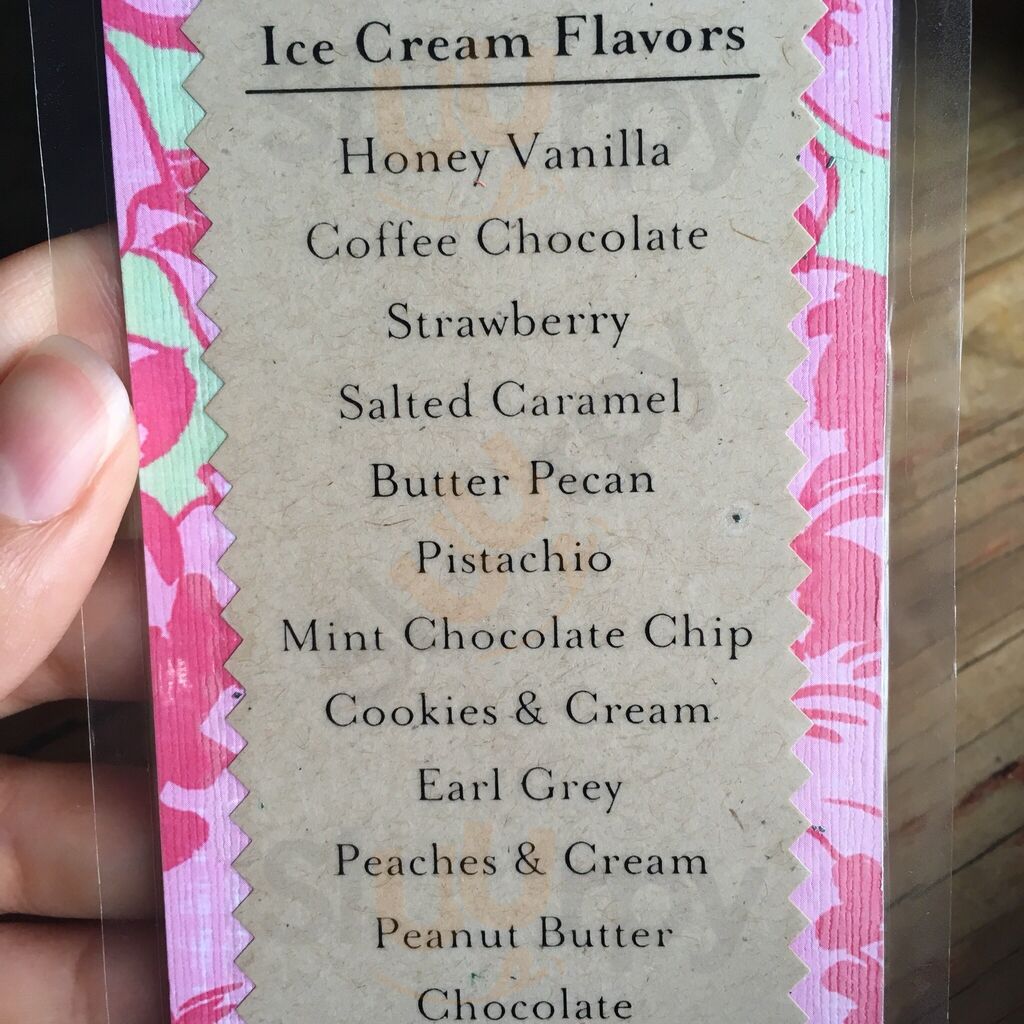 Ice Cream Flavors
Honey Vanilla
Coffee Chocolate
Strawberry
Salted Caramel
Butter Pecan
Pistachio
Mint Chocolate Chip
Cookies & Cream
Earl Grey
Peaches & Cream
Peanut Butter
Chocolate